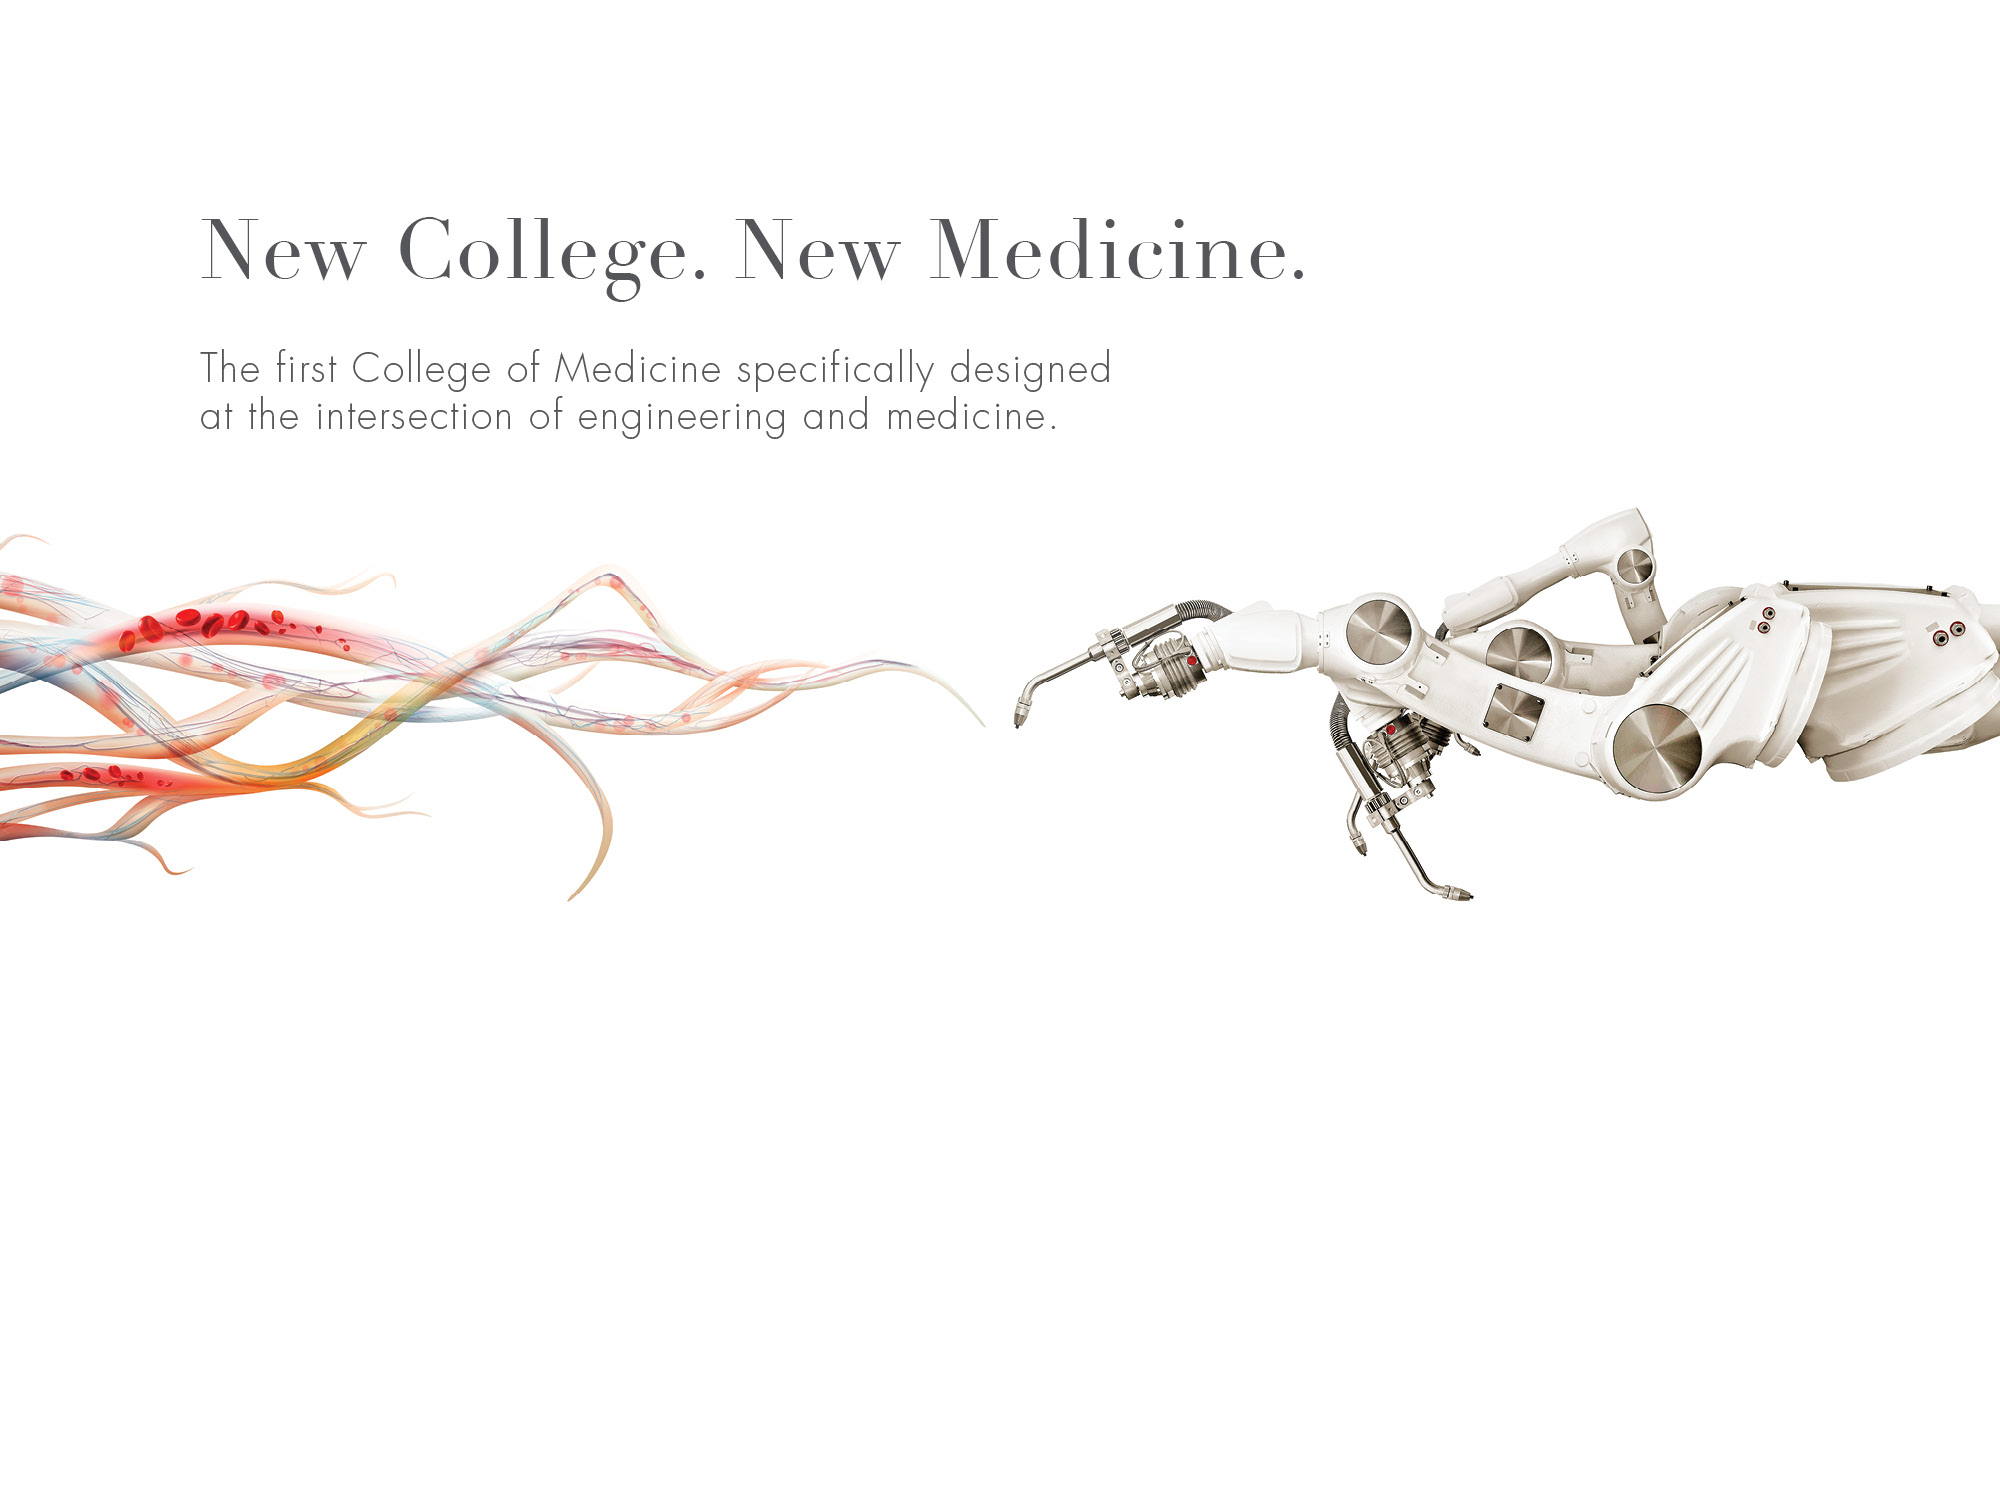 New College. New Medicine.
The first College of Medicine specifically designed
at the intersection of engineering and medicine.